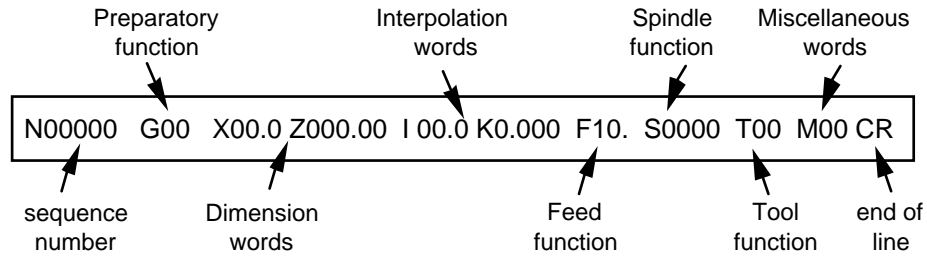 Preparatory function
Interpolation words
Spindle function
Miscellaneous words
N00000 G00 X00.0 Z000.00 I 00.0 K0.000 F10. S0000 T00 M00 CR
sequence number
Dimension words
Feed function
Tool function
end of line